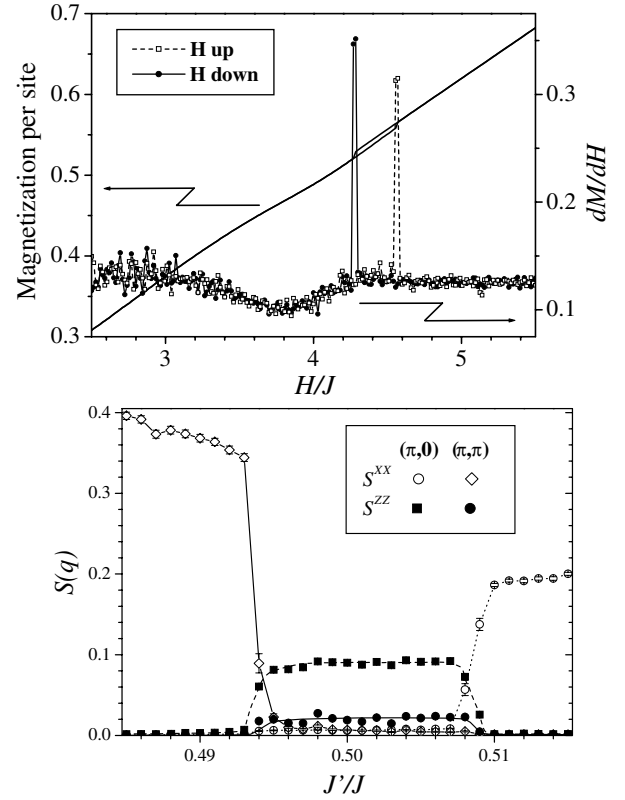 0.7
0.6
0.5
0.4
0.3
Magnetization per site
H up
H down
0.3
0.2
0.1
dM/dH
3
4
5
H/J
0.4
0.3
0.2
0.1
0.0
S(q)
(π,0) (π,π)
S^XX
S^ZZ
0.49
0.50
0.51
J'/J